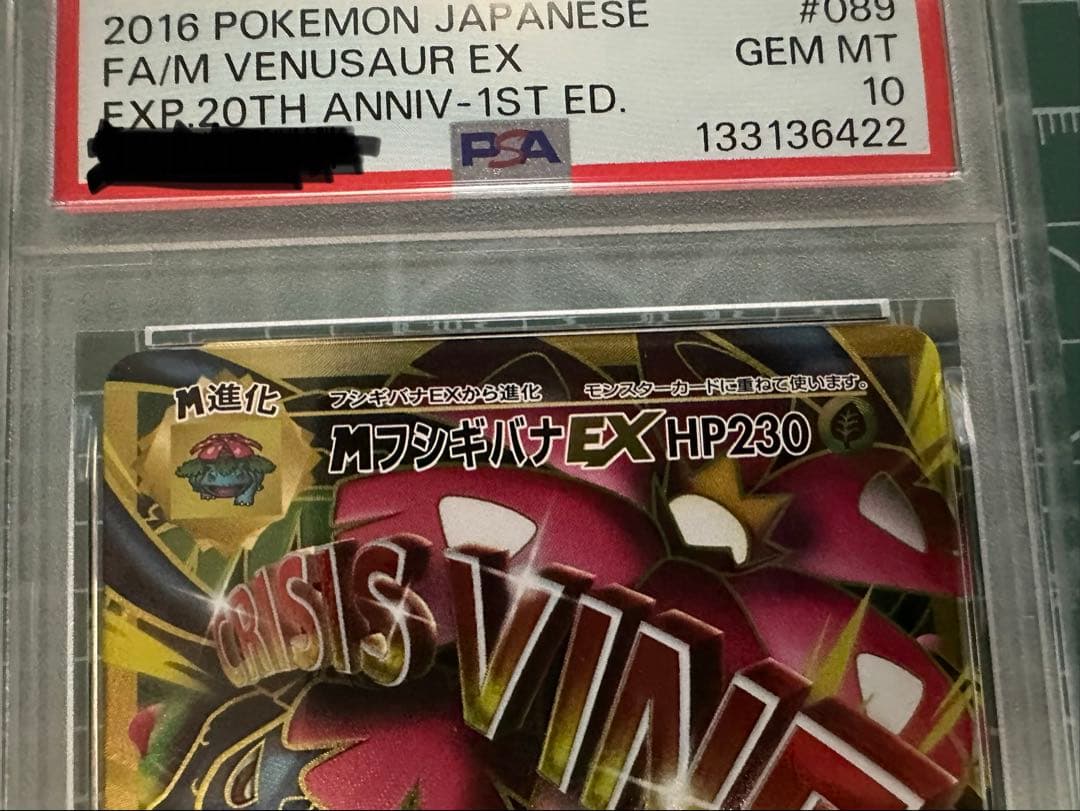 2016 POKEMON JAPANESE #089
FA/M VENUSAUR EX GEM MT
EXP.20TH ANNIV-1ST ED. 10
PSA 133136422
M進化 フシギバナEXから進化 モンスターカードに重ねて使います。
MフシギバナEX HP230
CRISIS VINE